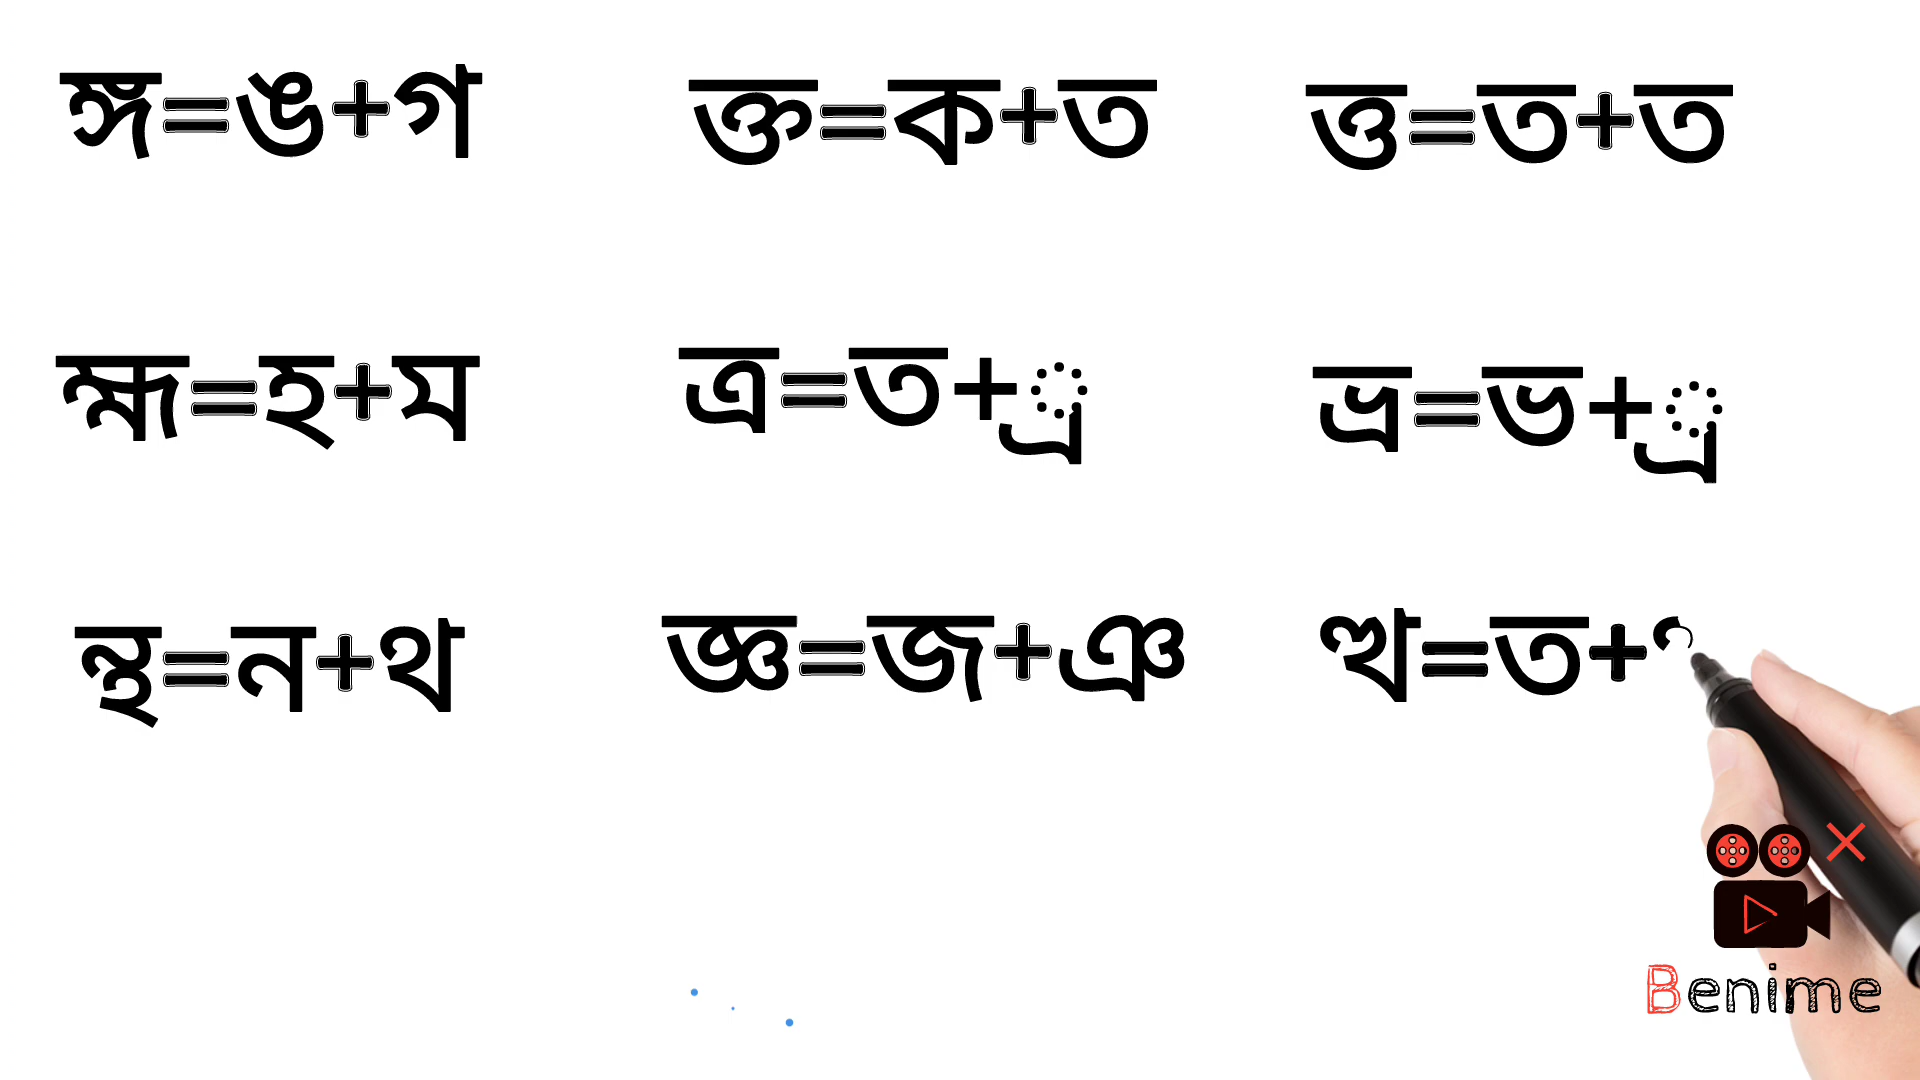 ঙ্গ=ঙ+গ ক্ত=ক+ত ত্ত=ত+ত
হ্ম=হ+ম ত্র=ত+্র ভ্র=ভ+্র
ন্থ=ন+থ জ্ঞ=জ+ঞ ত্থ=ত+
Benime